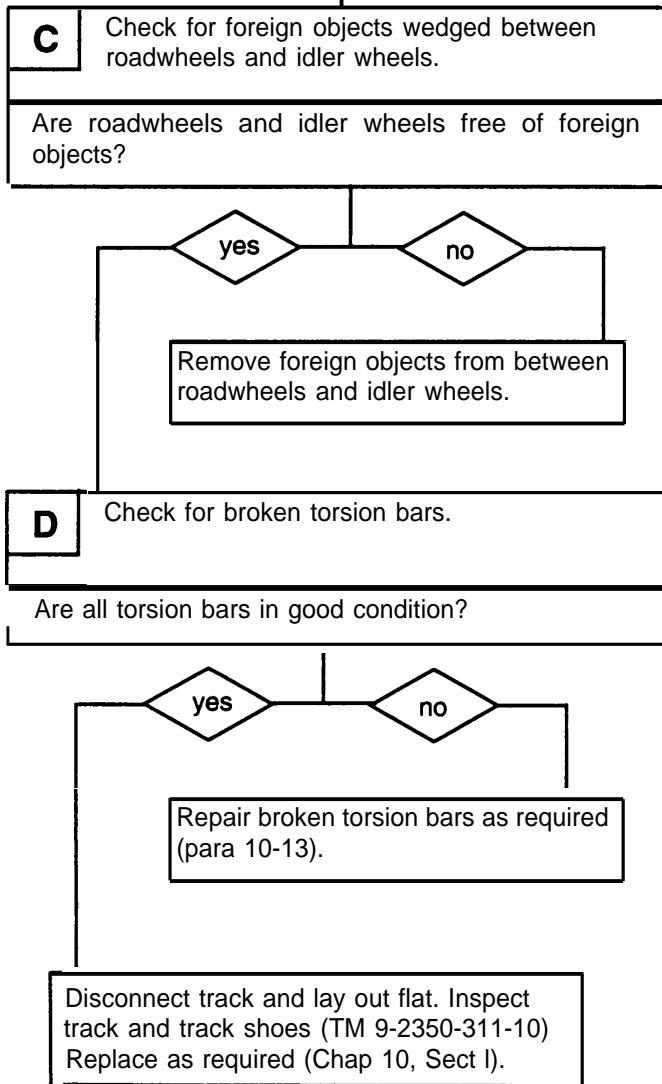 C
Check for foreign objects wedged between
roadwheels and idler wheels.
Are roadwheels and idler wheels free of foreign
objects?
yes
no
Remove foreign objects from between
roadwheels and idler wheels.
D
Check for broken torsion bars.
Are all torsion bars in good condition?
yes
no
Repair broken torsion bars as required
(para 10-13).
Disconnect track and lay out flat. Inspect
track and track shoes (TM 9-2350-311-10)
Replace as required (Chap 10, Sect I).